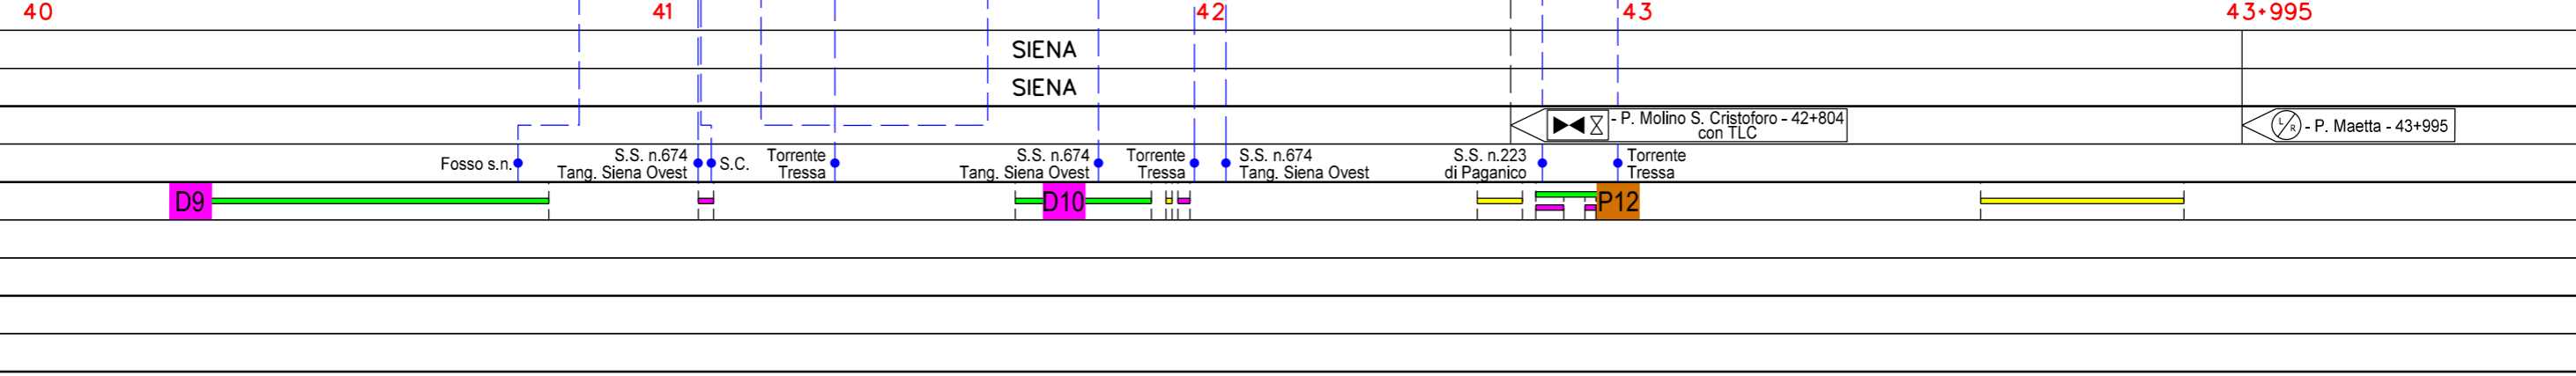 40 41 42 43 43+995
SIENA
SIENA
- P. Molino S. Cristoforo - 42+804
con TLC
L/R - P. Maetta - 43+995
Fosso s.n.
S.S. n.674
Tang. Siena Ovest
S.C.
Torrente
Tressa
S.S. n.674
Tang. Siena Ovest
Torrente
Tressa
S.S. n.674
Tang. Siena Ovest
S.S. n.223
di Paganico
Torrente
Tressa
D9 D10 P12